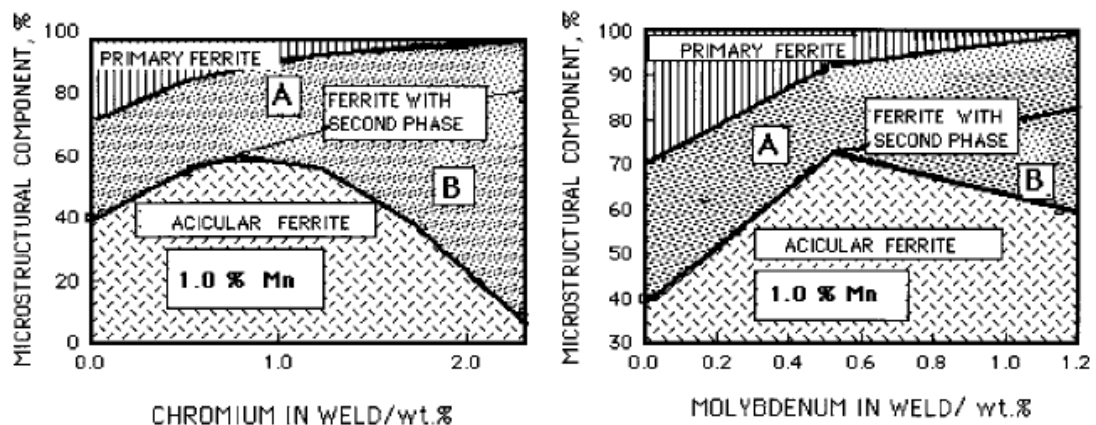 MICROSTRUCTURAL COMPONENT, %
100
80
60
40
20
0
PRIMARY FERRITE
A
FERRITE WITH
SECOND PHASE
B
ACICULAR FERRITE
1.0 % Mn
0.0
1.0
2.0
CHROMIUM IN WELD/wt.%
MICROSTRUCTURAL COMPONENT, %
100
90
80
70
60
50
40
30
PRIMARY FERRITE
A
FERRITE WITH
SECOND PHASE
B
ACICULAR FERRITE
1.0 % Mn
0.0
0.2
0.4
0.6
0.8
1.0
1.2
MOLYBDENUM IN WELD/ wt.%